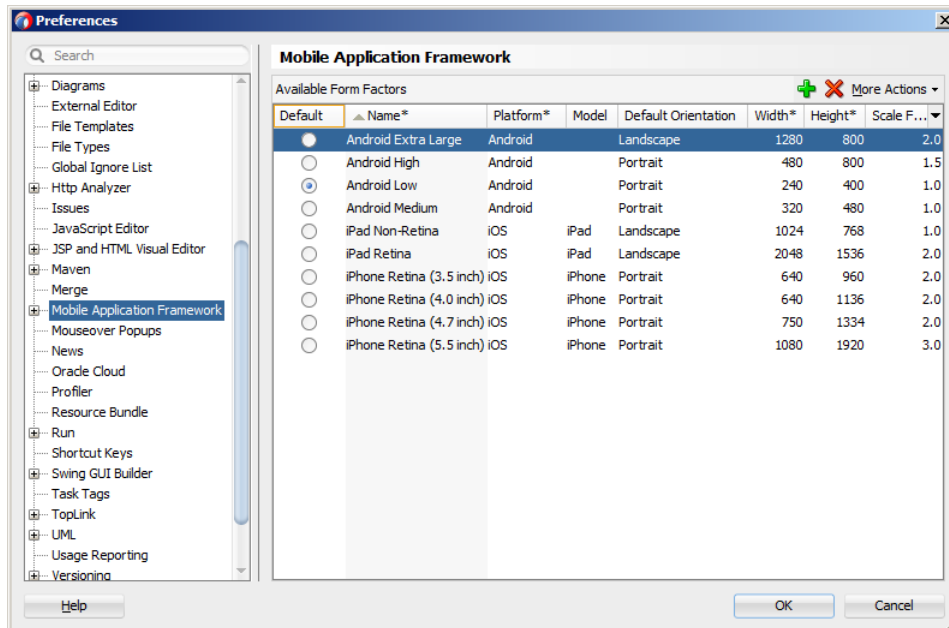 Preferences
Search
Diagrams
External Editor
File Templates
File Types
Global Ignore List
Http Analyzer
Issues
JavaScript Editor
JSP and HTML Visual Editor
Maven
Merge
Mobile Application Framework
Mouseover Popups
News
Oracle Cloud
Profiler
Resource Bundle
Run
Shortcut Keys
Swing GUI Builder
Task Tags
TopLink
UML
Usage Reporting
Versioning
Mobile Application Framework
Available Form Factors More Actions
Default Name* Platform* Model Default Orientation Width* Height* Scale F...
Android Extra Large Android Landscape 1280 800 2.0
Android High Android Portrait 480 800 1.5
Android Low Android Portrait 240 400 1.0
Android Medium Android Portrait 320 480 1.0
iPad Non-Retina iOS iPad Landscape 1024 768 1.0
iPad Retina iOS iPad Landscape 2048 1536 2.0
iPhone Retina (3.5 inch) iOS iPhone Portrait 640 960 2.0
iPhone Retina (4.0 inch) iOS iPhone Portrait 640 1136 2.0
iPhone Retina (4.7 inch) iOS iPhone Portrait 750 1334 2.0
iPhone Retina (5.5 inch) iOS iPhone Portrait 1080 1920 3.0
Help OK Cancel